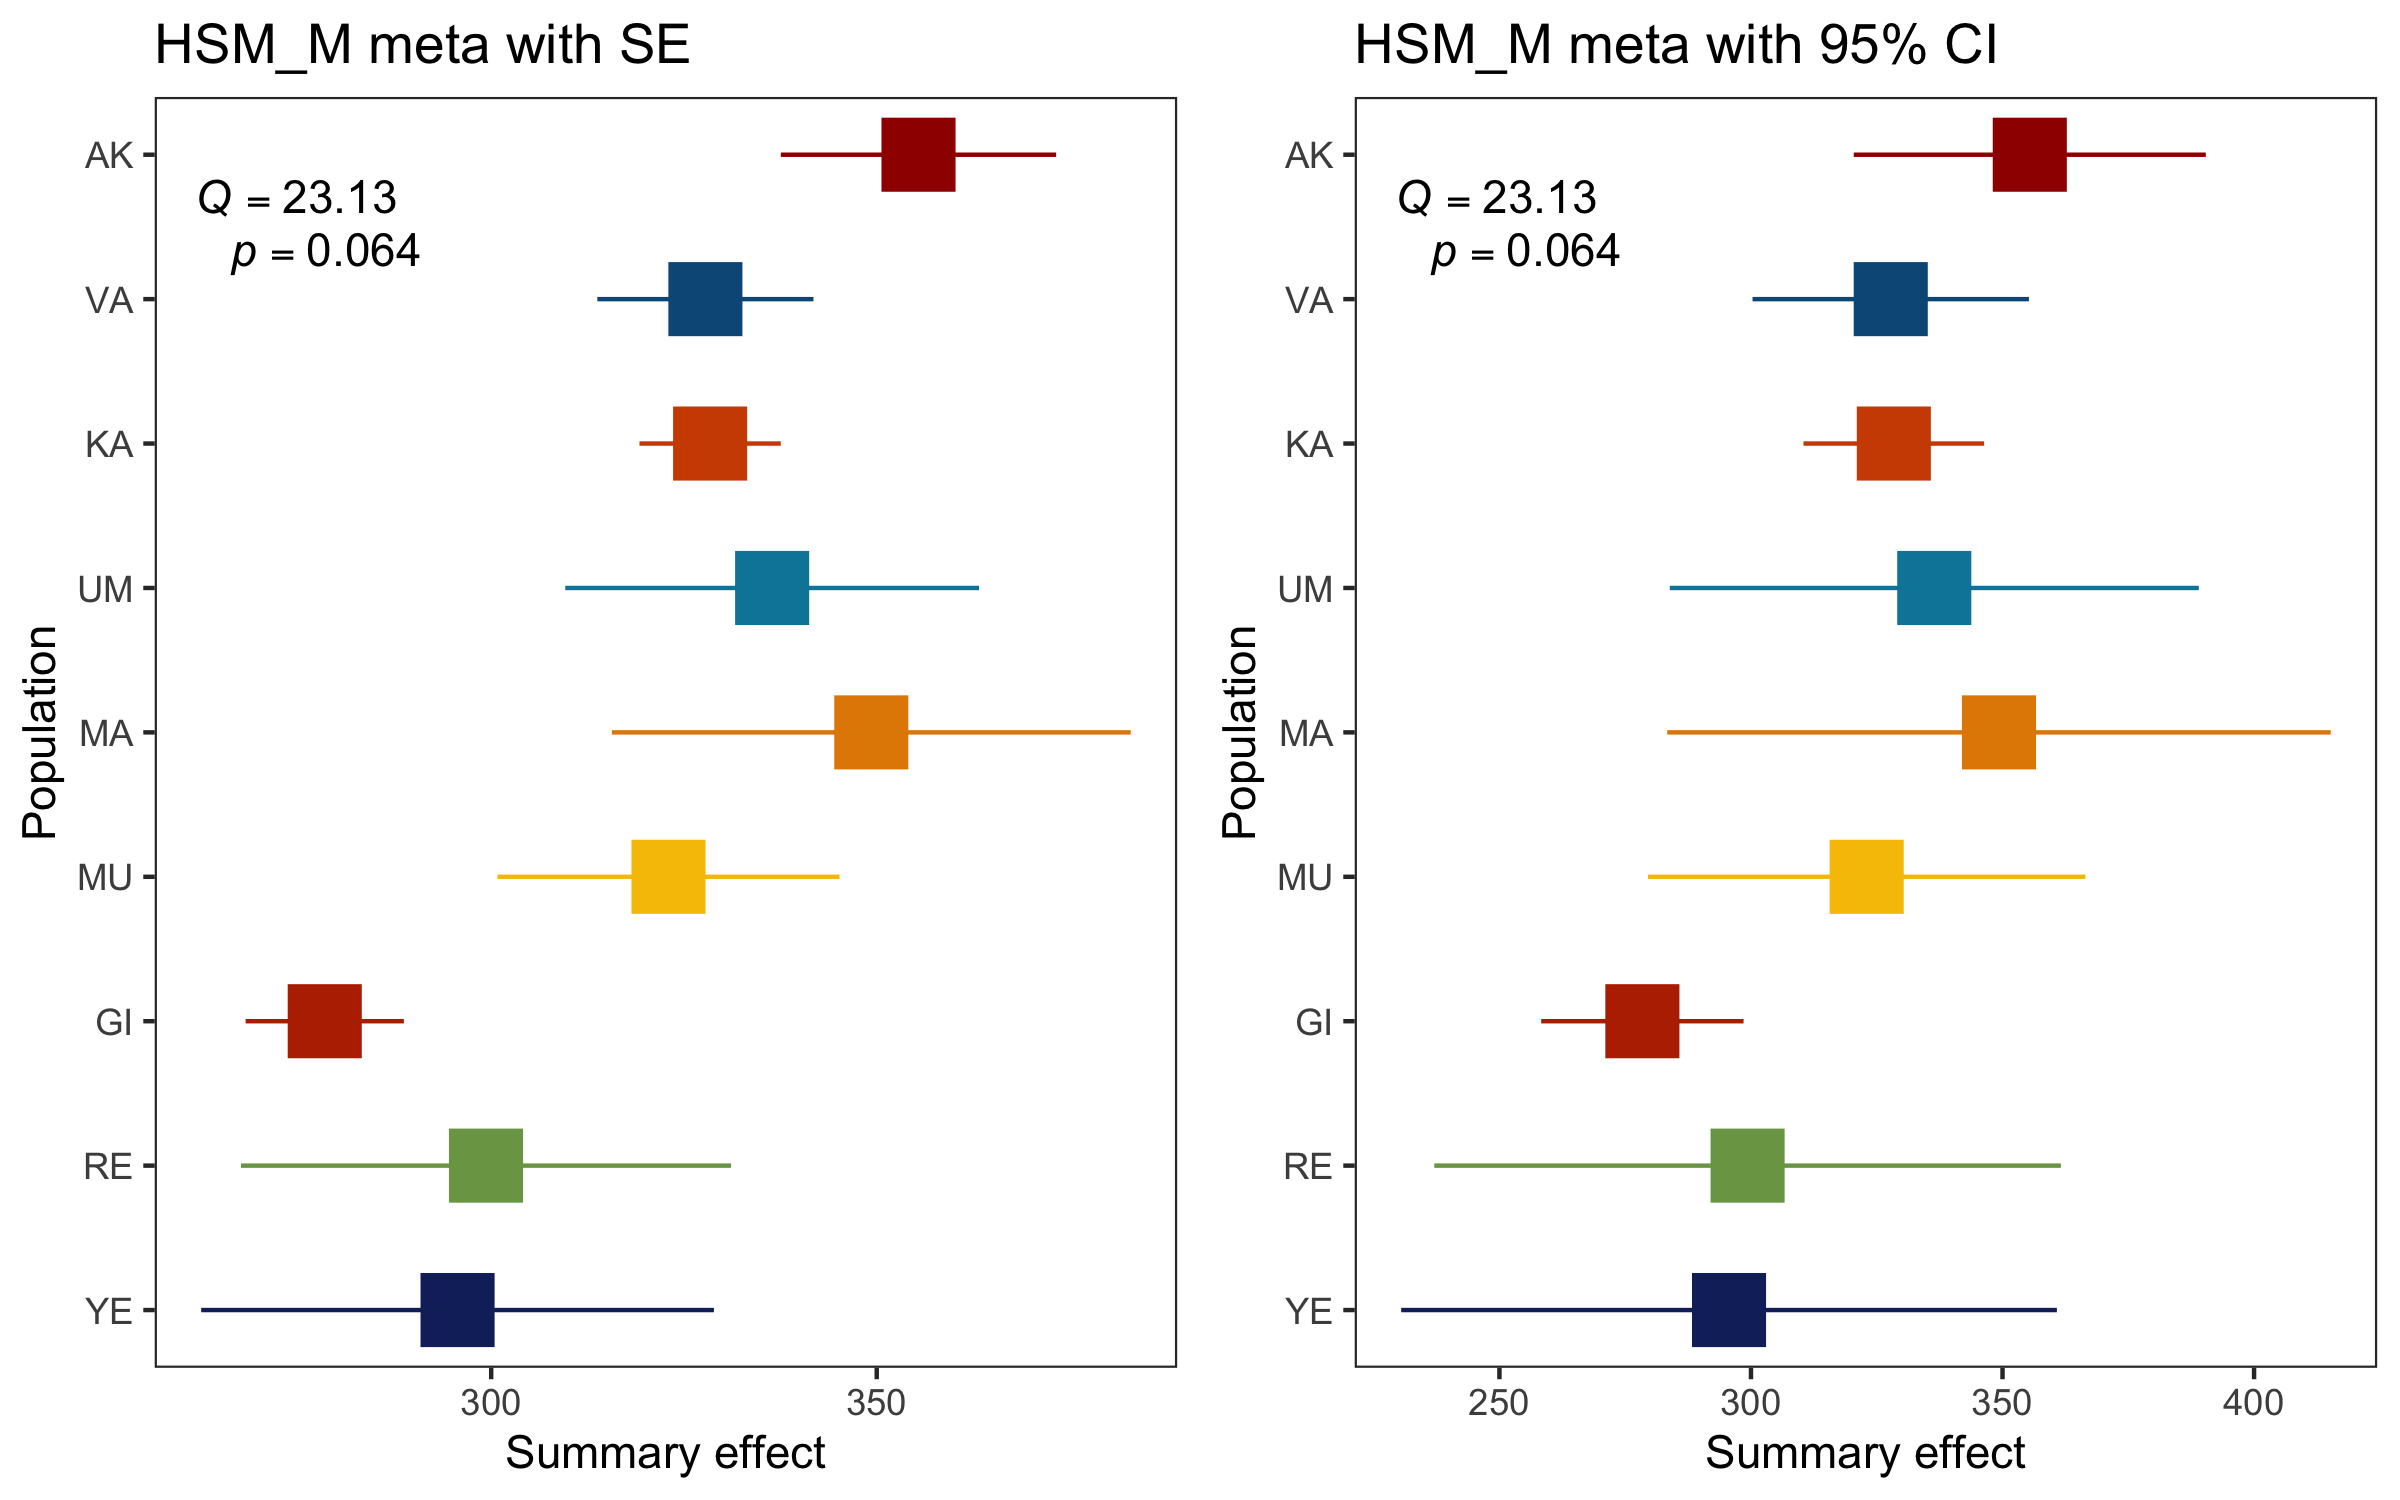 HSM_M meta with SE
Q = 23.13
p = 0.064
AK
VA
KA
UM
MA
MU
GI
RE
YE
Population
300 350
Summary effect
HSM_M meta with 95% CI
Q = 23.13
p = 0.064
AK
VA
KA
UM
MA
MU
GI
RE
YE
Population
250 300 350 400
Summary effect